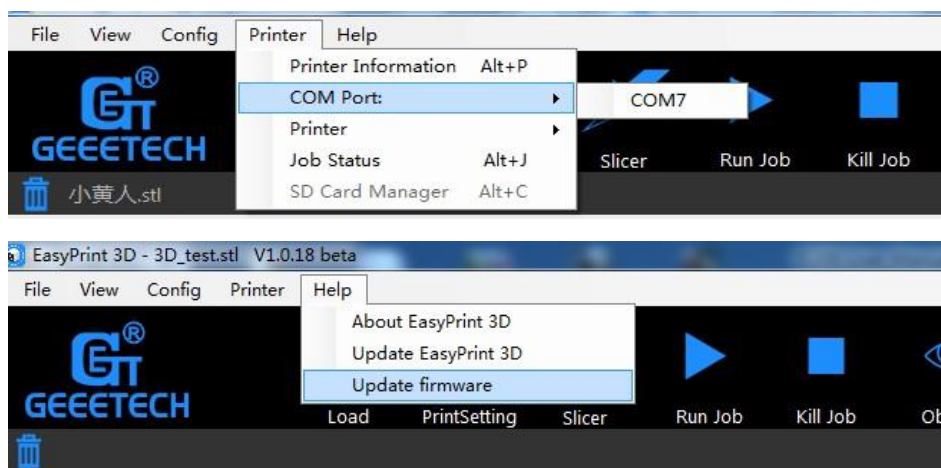 File View Config Printer Help
Printer Information Alt+P
COM Port: COM7
Printer
Job Status Alt+J
SD Card Manager Alt+C
GEEETECH
®
Slicer Run Job Kill Job
小黄人.stl
EasyPrint 3D - 3D_test.stl V1.0.18 beta
File View Config Printer Help
About EasyPrint 3D
Update EasyPrint 3D
Update firmware
®
GEEETECH
Load PrintSetting Slicer Run Job Kill Job